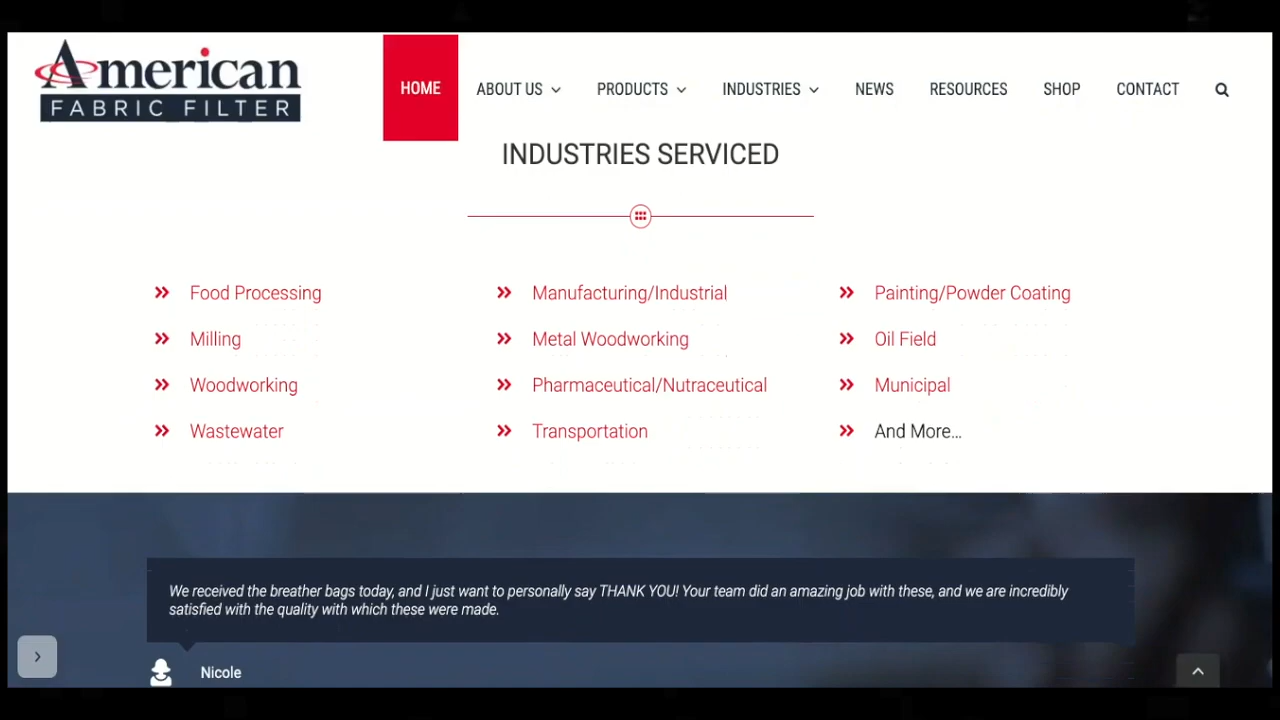 American
FABRIC FILTER
HOME ABOUT US PRODUCTS INDUSTRIES NEWS RESOURCES SHOP CONTACT
INDUSTRIES SERVICED
Food Processing
Milling
Woodworking
Wastewater
Manufacturing/Industrial
Metal Woodworking
Pharmaceutical/Nutraceutical
Transportation
Painting/Powder Coating
Oil Field
Municipal
And More...
We received the breather bags today, and I just want to personally say THANK YOU! Your team did an amazing job with these, and we are incredibly
satisfied with the quality with which these were made.
Nicole